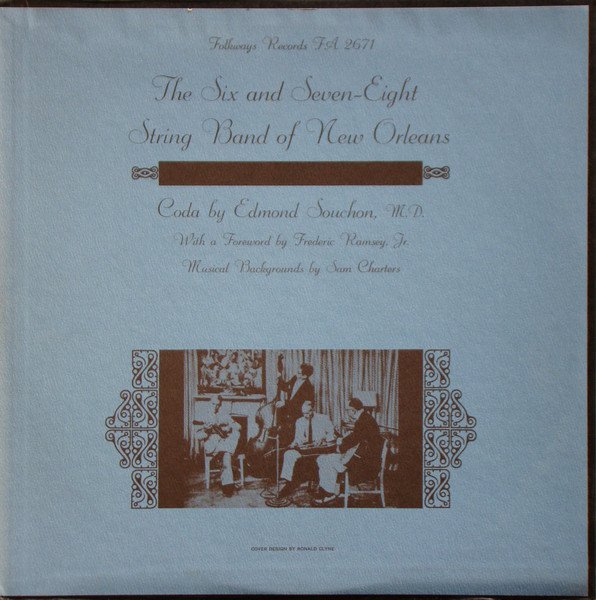 Folkways Records FA 2671
The Six and Seven-Eight
String Band of New Orleans
Coda by Edmond Souchon, M.D.
With a Foreword by Frederic Ramsey, Jr.
Musical Backgrounds by Sam Charters
COVER DESIGN BY RONALD CLYNE